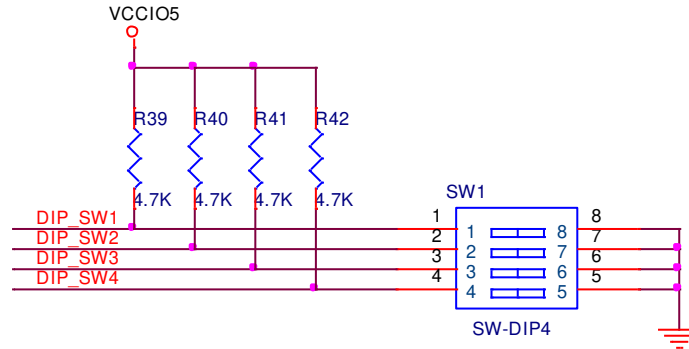 VCCIO5
R39 R40 R41 R42
4.7K 4.7K 4.7K 4.7K
SW1
DIP_SW1 1 1 8 8
DIP_SW2 2 2 7 7
DIP_SW3 3 3 6 6
DIP_SW4 4 4 5 5
SW-DIP4